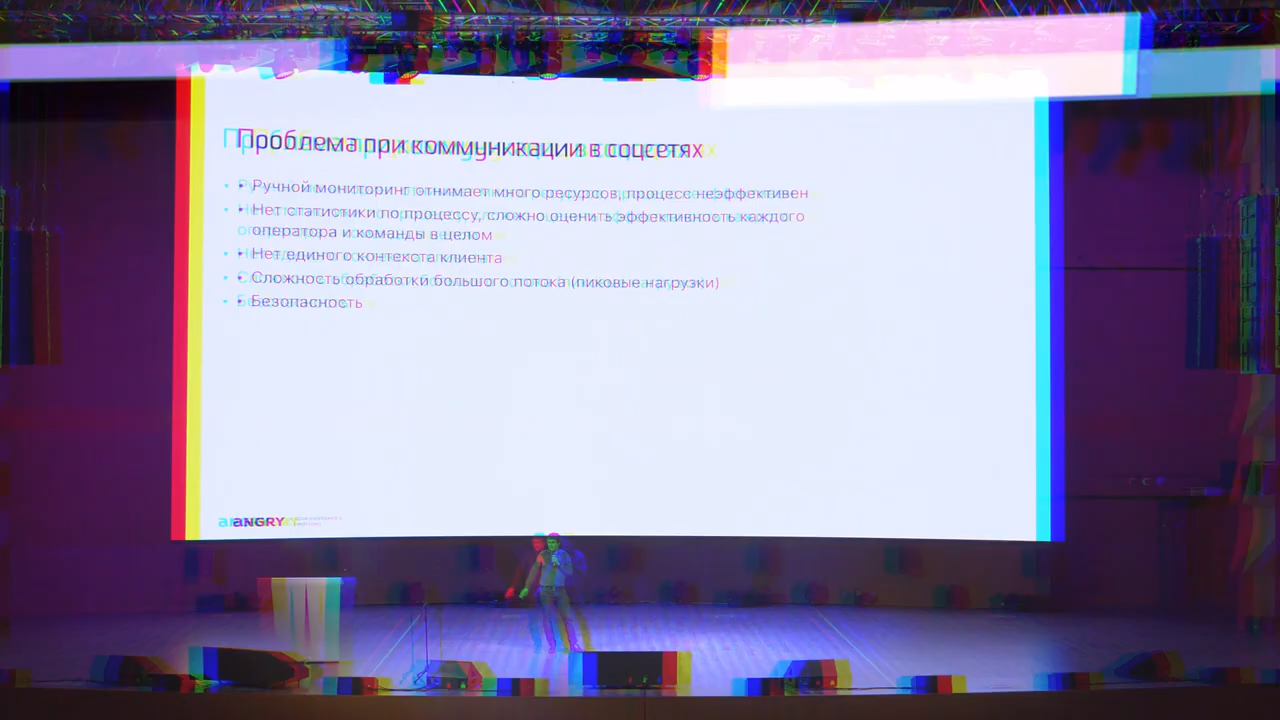 Проблема при коммуникации в соцсетях
• Ручной мониторинг отнимает много ресурсов, процесс неэффективен
• Нет статистики по процессу, сложно оценить эффективность каждого
оператора и команды в целом
• Нет единого контекста клиента
• Сложность обработки большого потока (пиковые нагрузки)
• Безопасность
ANGRY